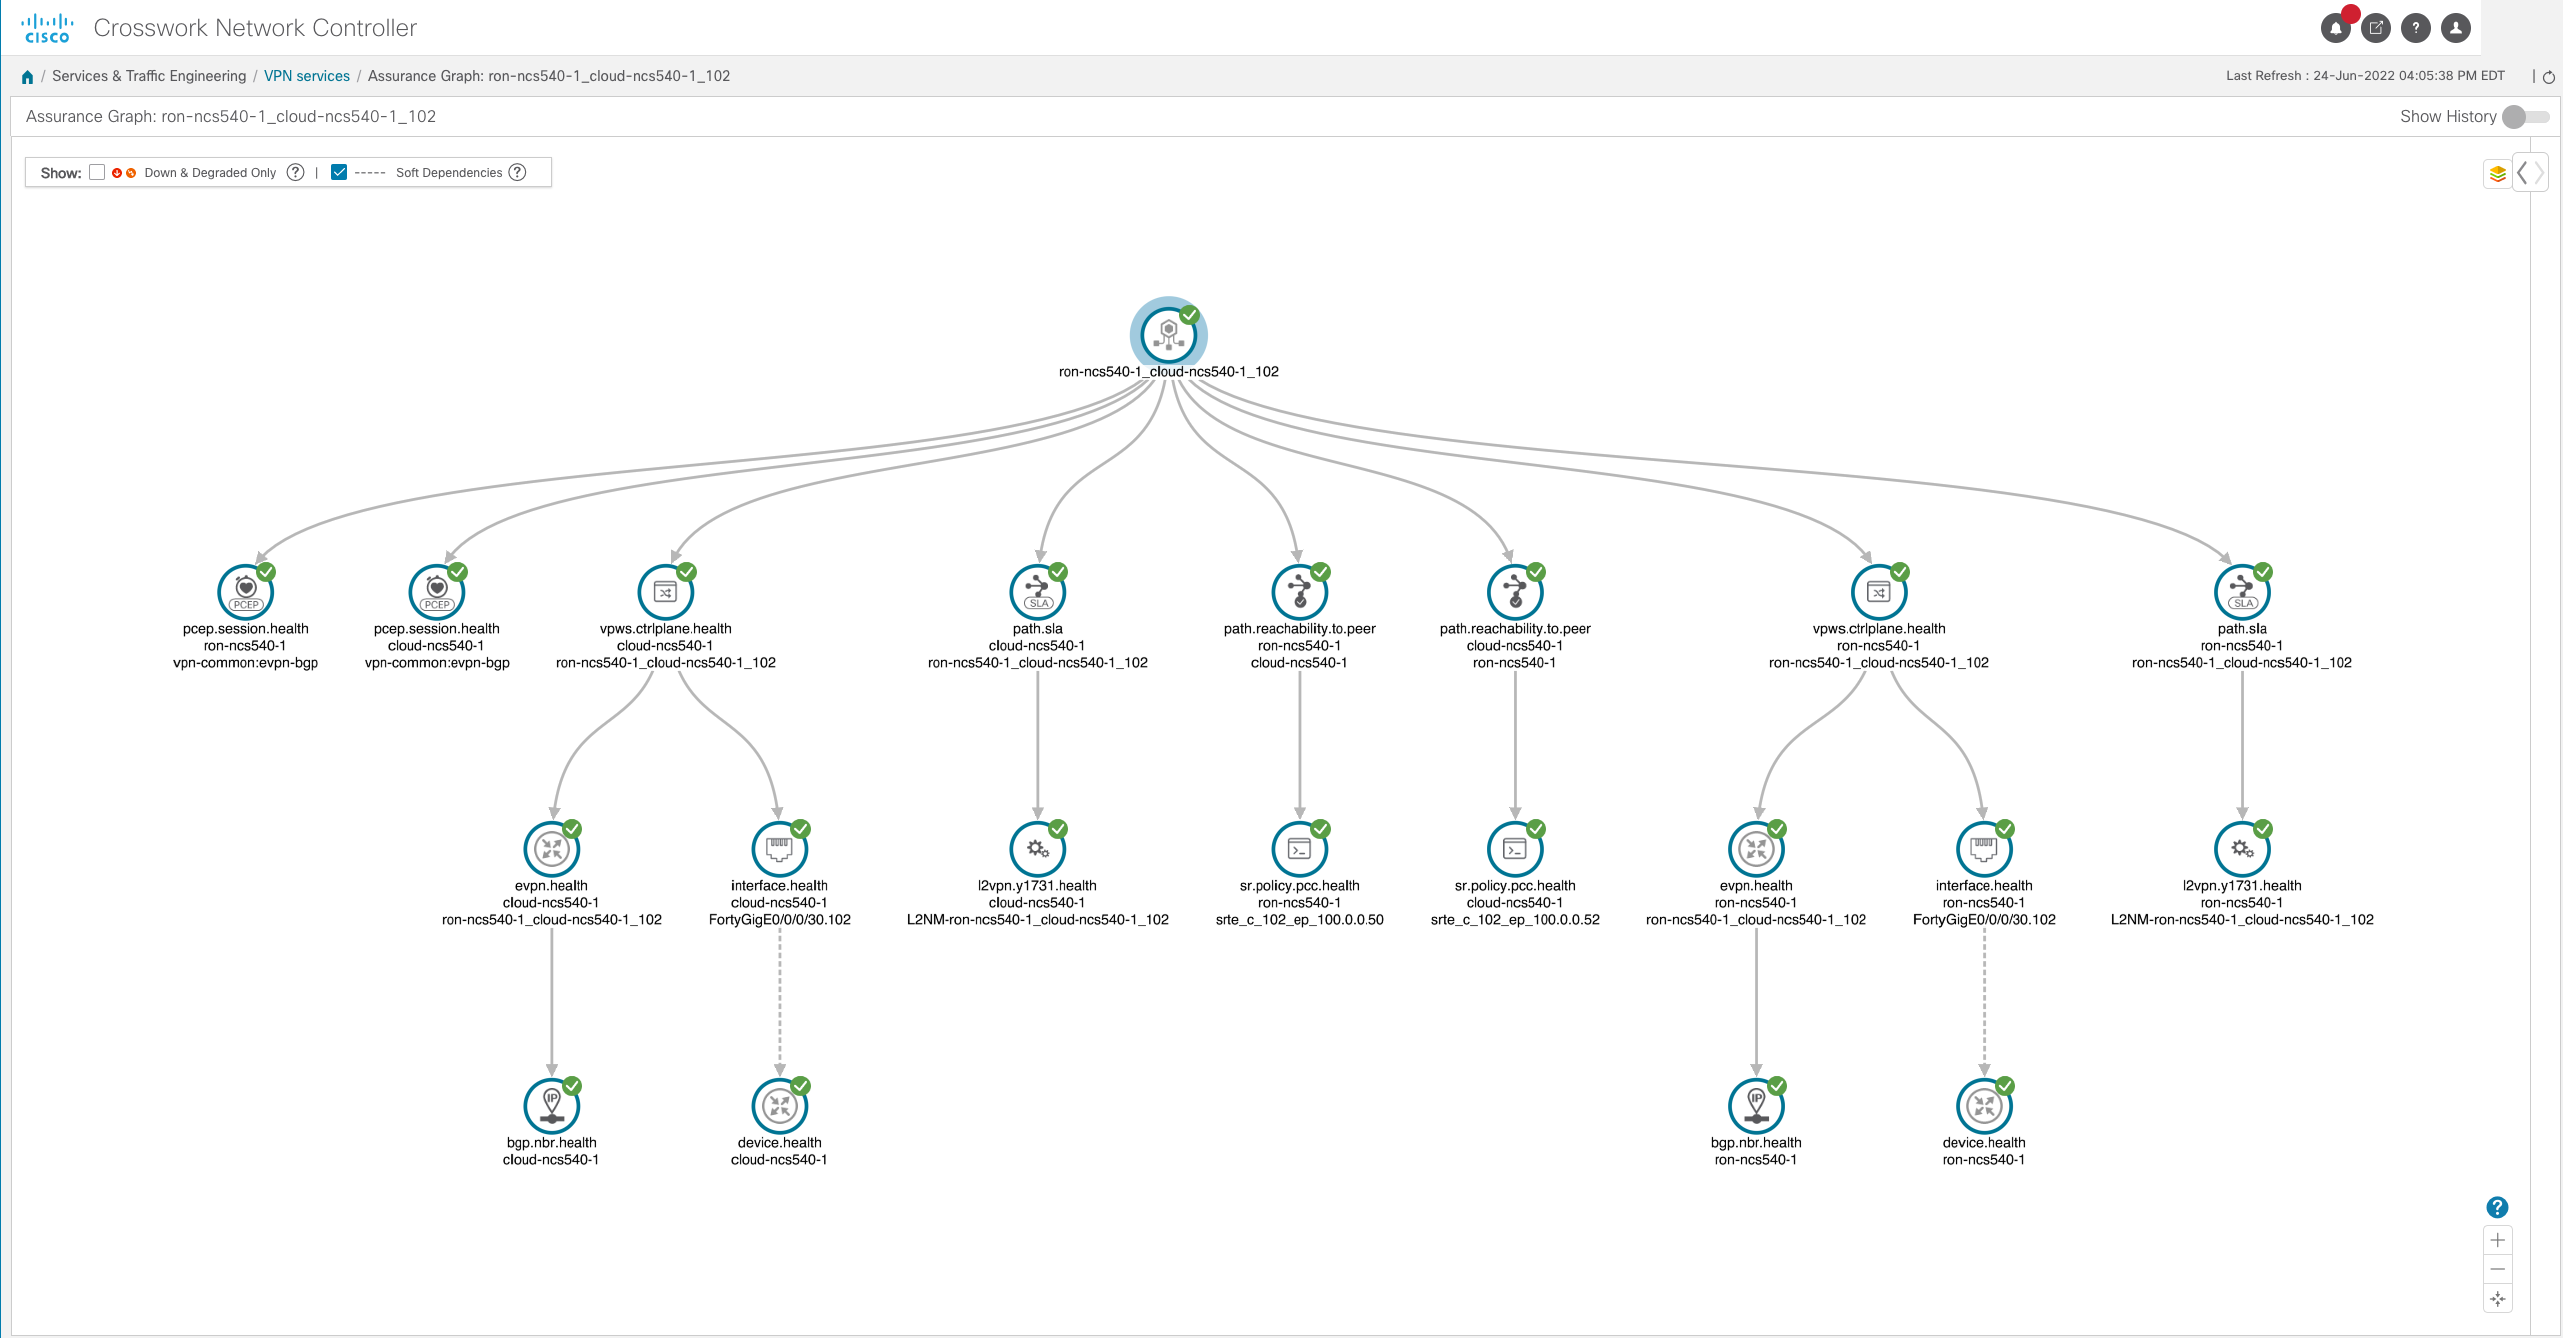 cisco
Crosswork Network Controller
?
/ Services & Traffic Engineering / VPN services / Assurance Graph: ron-ncs540-1_cloud-ncs540-1_102
Last Refresh : 24-Jun-2022 04:05:38 PM EDT |
Assurance Graph: ron-ncs540-1_cloud-ncs540-1_102
Show History
Show: Down & Degraded Only ? | ----- Soft Dependencies ?
ron-ncs540-1_cloud-ncs540-1_102
PCEP
pcep.session.health
ron-ncs540-1
vpn-common:evpn-bgp
PCEP
pcep.session.health
cloud-ncs540-1
vpn-common:evpn-bgp
vpws.ctrlplane.health
cloud-ncs540-1
ron-ncs540-1_cloud-ncs540-1_102
SLA
path.sla
cloud-ncs540-1
ron-ncs540-1_cloud-ncs540-1_102
path.reachability.to.peer
ron-ncs540-1
cloud-ncs540-1
path.reachability.to.peer
cloud-ncs540-1
ron-ncs540-1
vpws.ctrlplane.health
ron-ncs540-1
ron-ncs540-1_cloud-ncs540-1_102
SLA
path.sla
ron-ncs540-1
ron-ncs540-1_cloud-ncs540-1_102
evpn.health
cloud-ncs540-1
ron-ncs540-1_cloud-ncs540-1_102
interface.health
cloud-ncs540-1
FortyGigE0/0/0/30.102
l2vpn.y1731.health
cloud-ncs540-1
L2NM-ron-ncs540-1_cloud-ncs540-1_102
sr.policy.pcc.health
ron-ncs540-1
srte_c_102_ep_100.0.0.50
sr.policy.pcc.health
cloud-ncs540-1
srte_c_102_ep_100.0.0.52
evpn.health
ron-ncs540-1
ron-ncs540-1_cloud-ncs540-1_102
interface.health
ron-ncs540-1
FortyGigE0/0/0/30.102
l2vpn.y1731.health
ron-ncs540-1
L2NM-ron-ncs540-1_cloud-ncs540-1_102
IP
bgp.nbr.health
cloud-ncs540-1
device.health
cloud-ncs540-1
IP
bgp.nbr.health
ron-ncs540-1
device.health
ron-ncs540-1
?